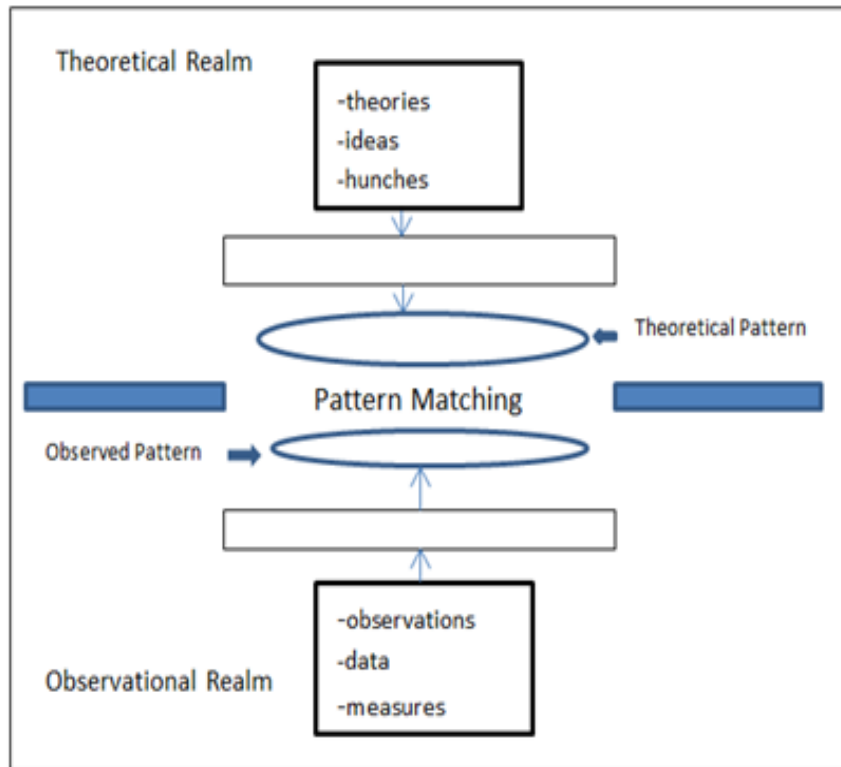 Theoretical Realm
-theories
-ideas
-hunches
Theoretical Pattern
Pattern Matching
Observed Pattern
-observations
-data
-measures
Observational Realm